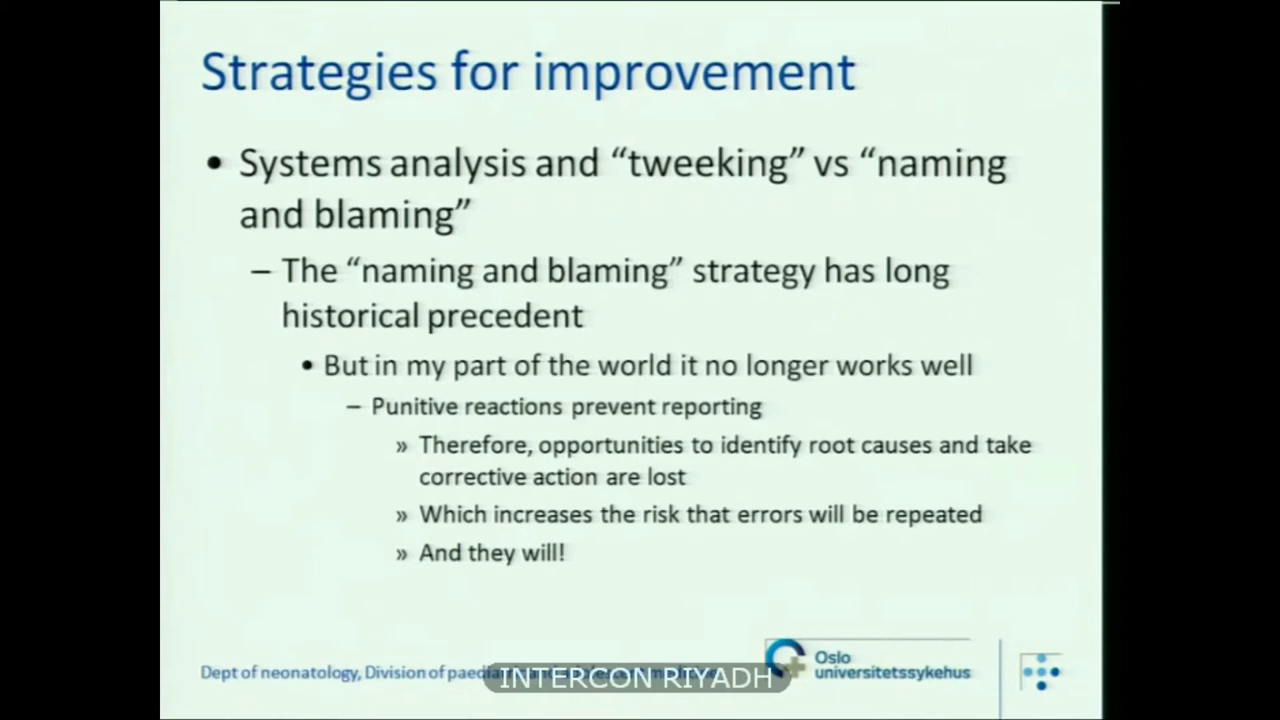 Strategies for improvement
• Systems analysis and “tweeking” vs “naming
and blaming”
– The “naming and blaming” strategy has long
historical precedent
• But in my part of the world it no longer works well
– Punitive reactions prevent reporting
» Therefore, opportunities to identify root causes and take
corrective action are lost
» Which increases the risk that errors will be repeated
» And they will!
Dept of neonatology, Division of
INTERCON RIYADH
Oslo
universitetssykehus